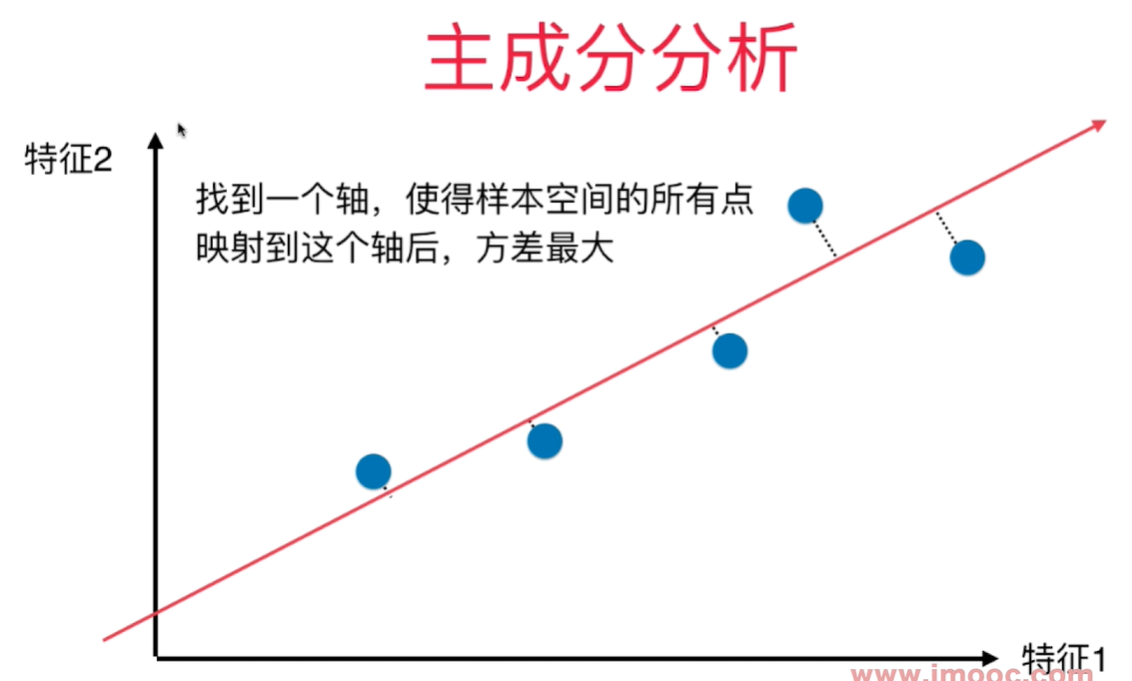 主成分分析
特征2
找到一个轴，使得样本空间的所有点
映射到这个轴后，方差最大
特征1
www.imooc.com